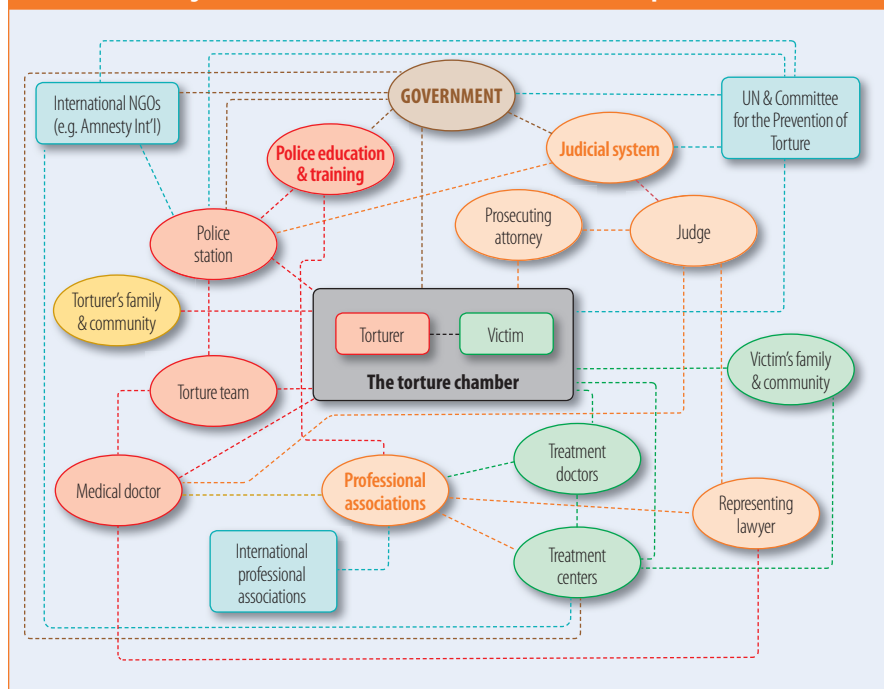 GOVERNMENT
International NGOs
(e.g. Amnesty Int'l)
UN & Committee
for the Prevention of
Torture
Police education
& training
Judicial system
Prosecuting
attorney
Judge
Police
station
Torturer's family
& community
Torturer
Victim
The torture chamber
Victim's family
& community
Torture team
Medical doctor
Professional
associations
Treatment
doctors
Representing
lawyer
International
professional
associations
Treatment
centers